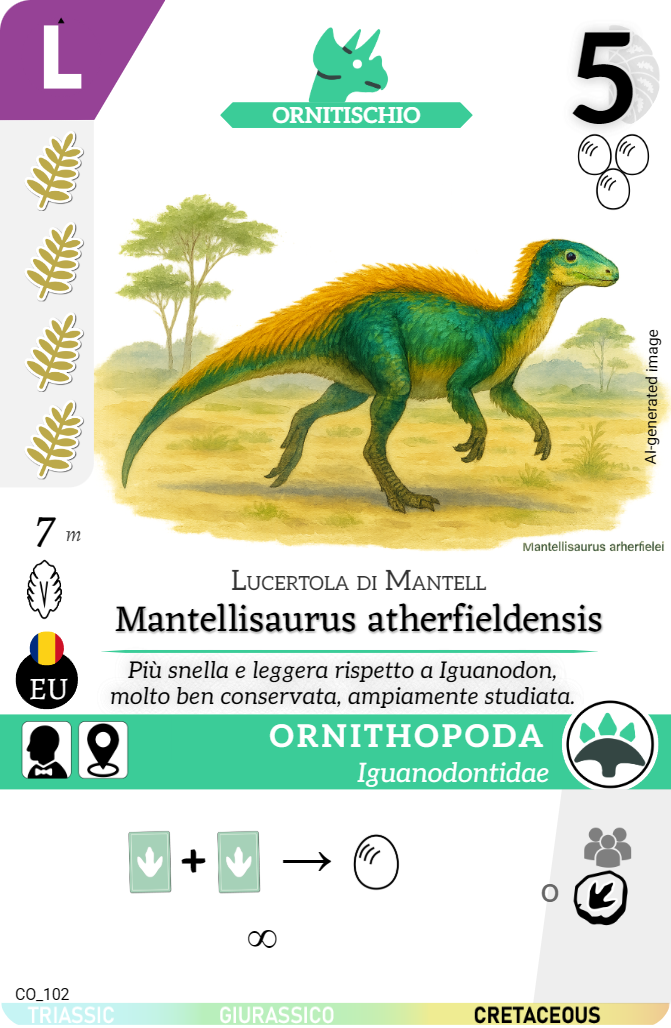 L
ORNITISCHIO
5
AI-generated image
Mantellisaurus arherfielei
7 m
Lucertola di Mantell
Mantellisaurus atherfieldensis
EU
Più snella e leggera rispetto a Iguanodon,
molto ben conservata, ampiamente studiata.
ORNITHOPODA
Iguanodontidae
+ →
O
∞
CO_102
TRIASSIC GIURASSICO CRETACEOUS